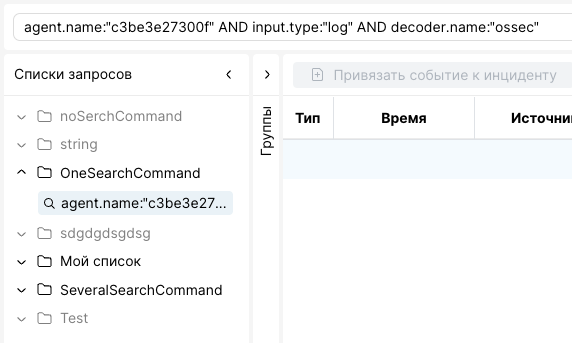 agent.name:"c3be3e27300f" AND input.type:"log" AND decoder.name:"ossec"
Списки запросов
Привязать событие к инциденту
noSerchCommand
string
OneSearchCommand
agent.name:"c3be3e27...
sdgdgdsgdsg
Мой список
SeveralSearchCommand
Test
Группы
Тип Время Источни